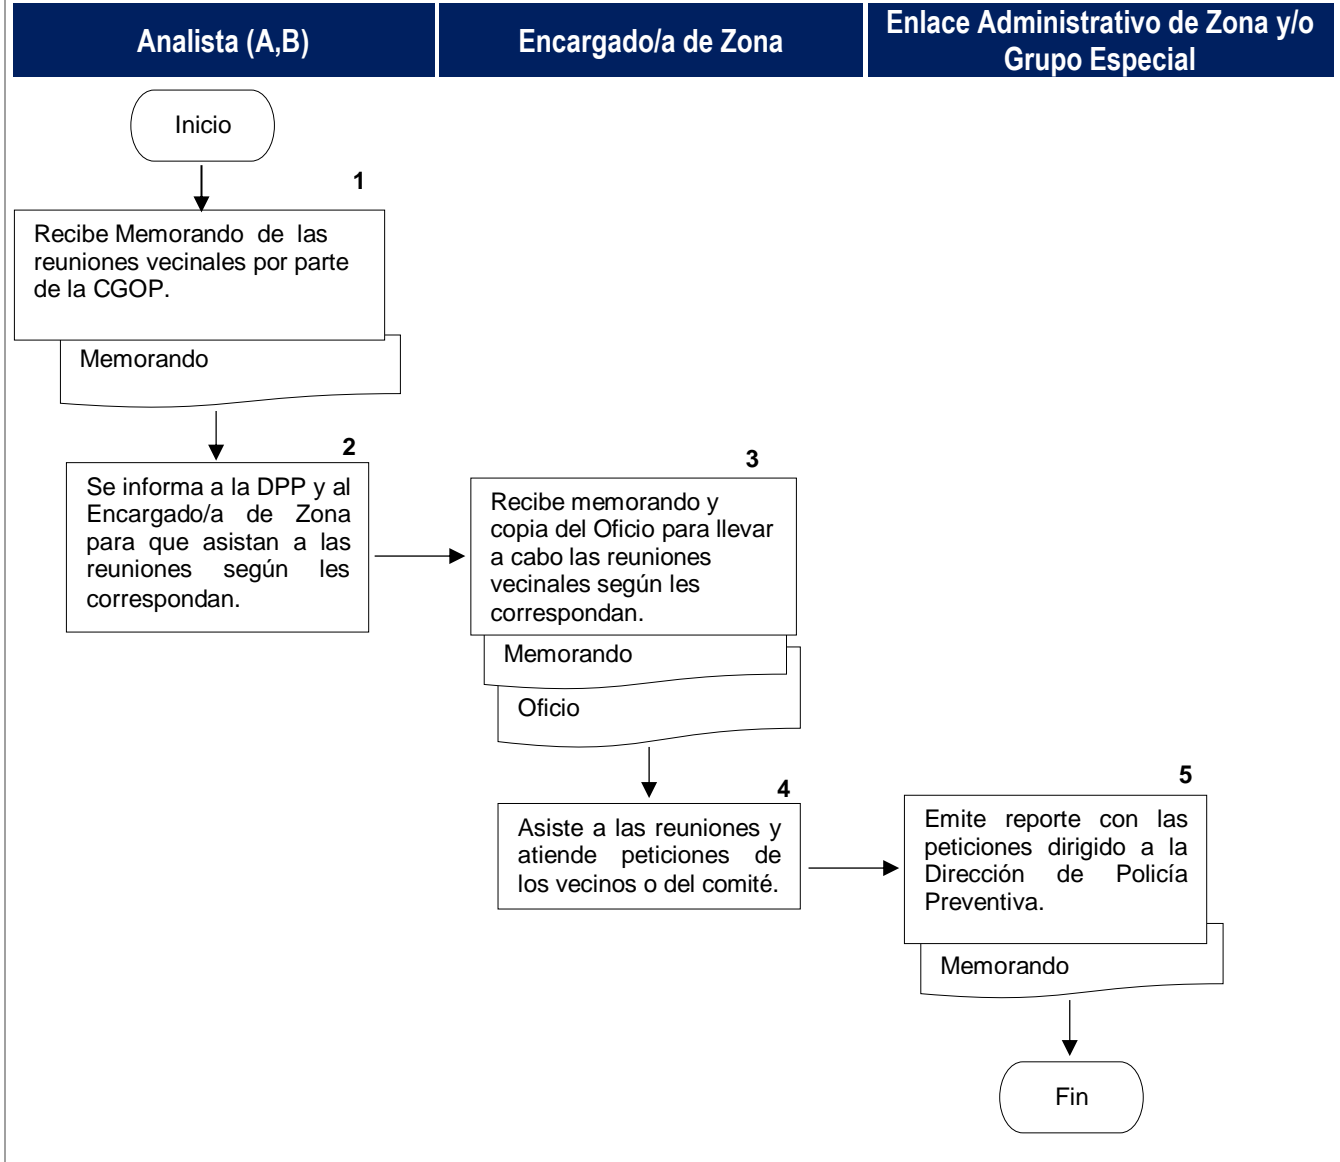 Analista (A,B)
Encargado/a de Zona
Enlace Administrativo de Zona y/o
Grupo Especial
Inicio
1
Recibe Memorando de las
reuniones vecinales por parte
de la CGOP.
Memorando
2
Se informa a la DPP y al
Encargado/a de Zona
para que asistan a las
reuniones según les
correspondan.
3
Recibe memorando y
copia del Oficio para llevar
a cabo las reuniones
vecinales según les
correspondan.
Memorando
Oficio
4
Asiste a las reuniones y
atiende peticiones de
los vecinos o del comité.
5
Emite reporte con las
peticiones dirigido a la
Dirección de Policía
Preventiva.
Memorando
Fin